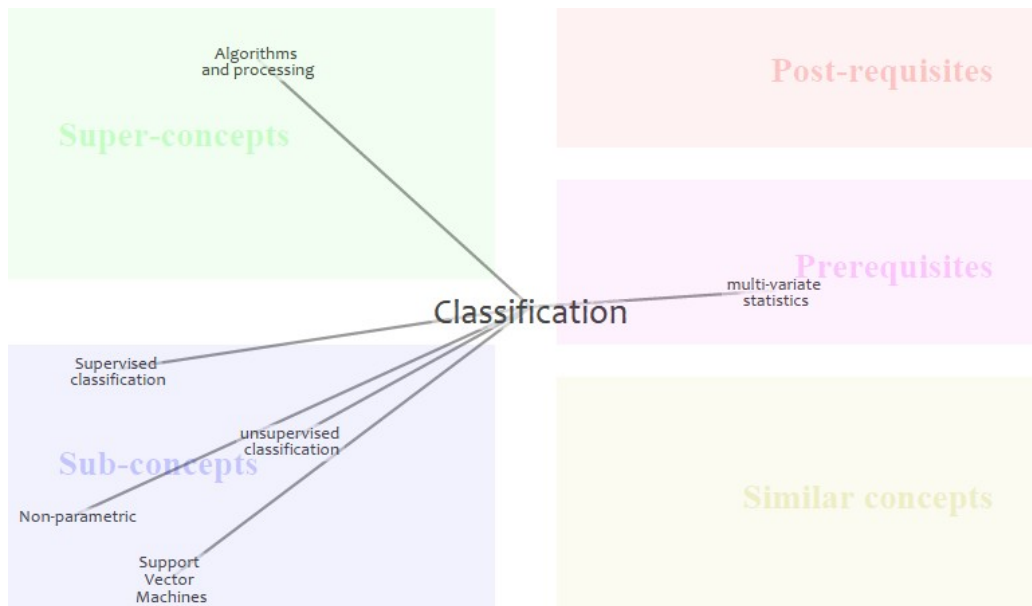 Algorithms
and processing
Super-concepts
Post-requisites
Prerequisites
multi-variate
statistics
Classification
Supervised
classification
unsupervised
classification
Sub-concepts
Non-parametric
Support
Vector
Machines
Similar concepts